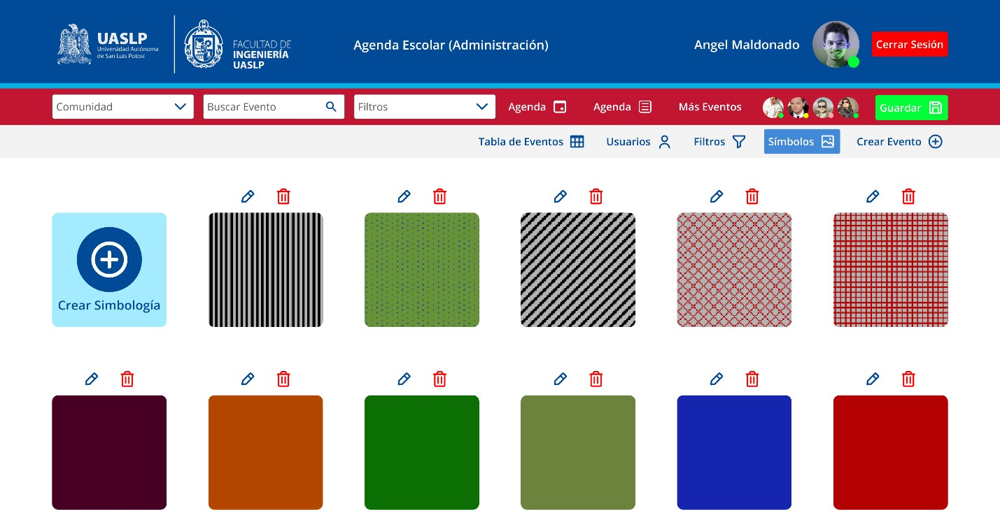 UASLP
Universidad Autónoma
de San Luis Potosí
FACULTAD DE
INGENIERÍA
UASLP
Agenda Escolar (Administración)
Angel Maldonado
Cerrar Sesión
Comunidad
Buscar Evento
Filtros
Agenda
Agenda
Más Eventos
Guardar
Tabla de Eventos
Usuarios
Filtros
Símbolos
Crear Evento
Crear Simbología